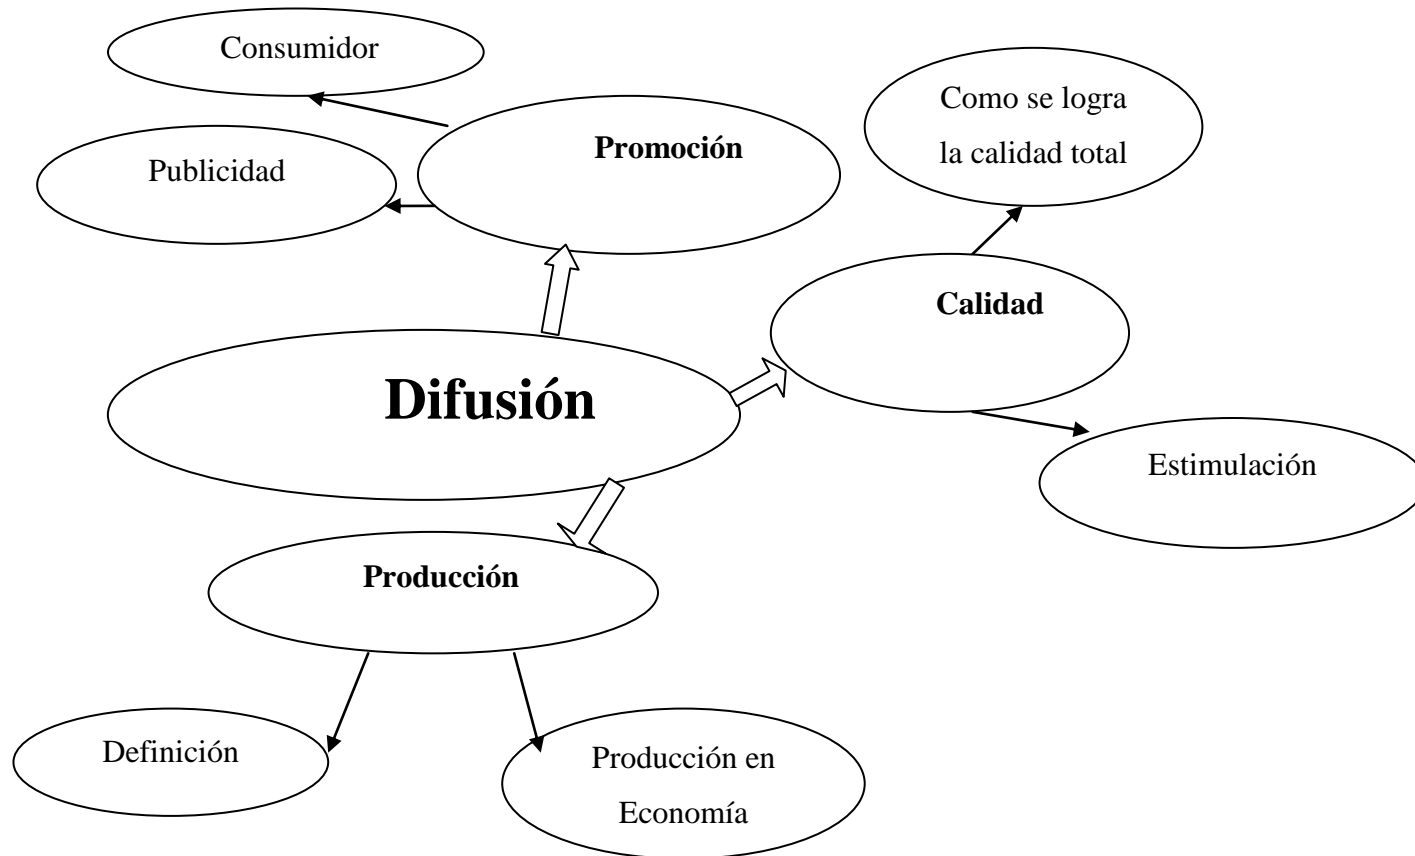 Consumidor
Publicidad
Promoción
Como se logra
la calidad total
Calidad
Difusión
Estimulación
Producción
Definición
Producción en
Economía